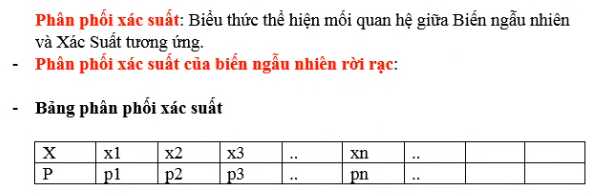 Phân phối xác suất: Biểu thức thể hiện mối quan hệ giữa Biến ngẫu nhiên
và Xác Suất tương ứng.
- Phân phối xác suất của biến ngẫu nhiên rời rạc:
- Bảng phân phối xác suất
X x1 x2 x3 .. xn ..
P p1 p2 p3 .. pn ..